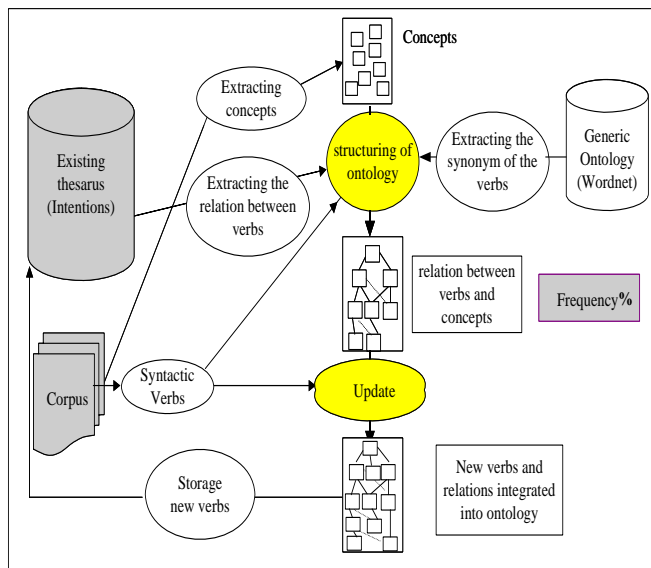 Concepts
Extracting
concepts
Existing
thesarus
(Intentions)
structuring of
ontology
Extracting the
synonym of the
verbs
Generic
Ontology
(Wordnet)
Extracting the
relation between
verbs
relation between
verbs and
concepts
Frequency%
Corpus
Syntactic
Verbs
Update
Storage
new verbs
New verbs and
relations integrated
into ontology